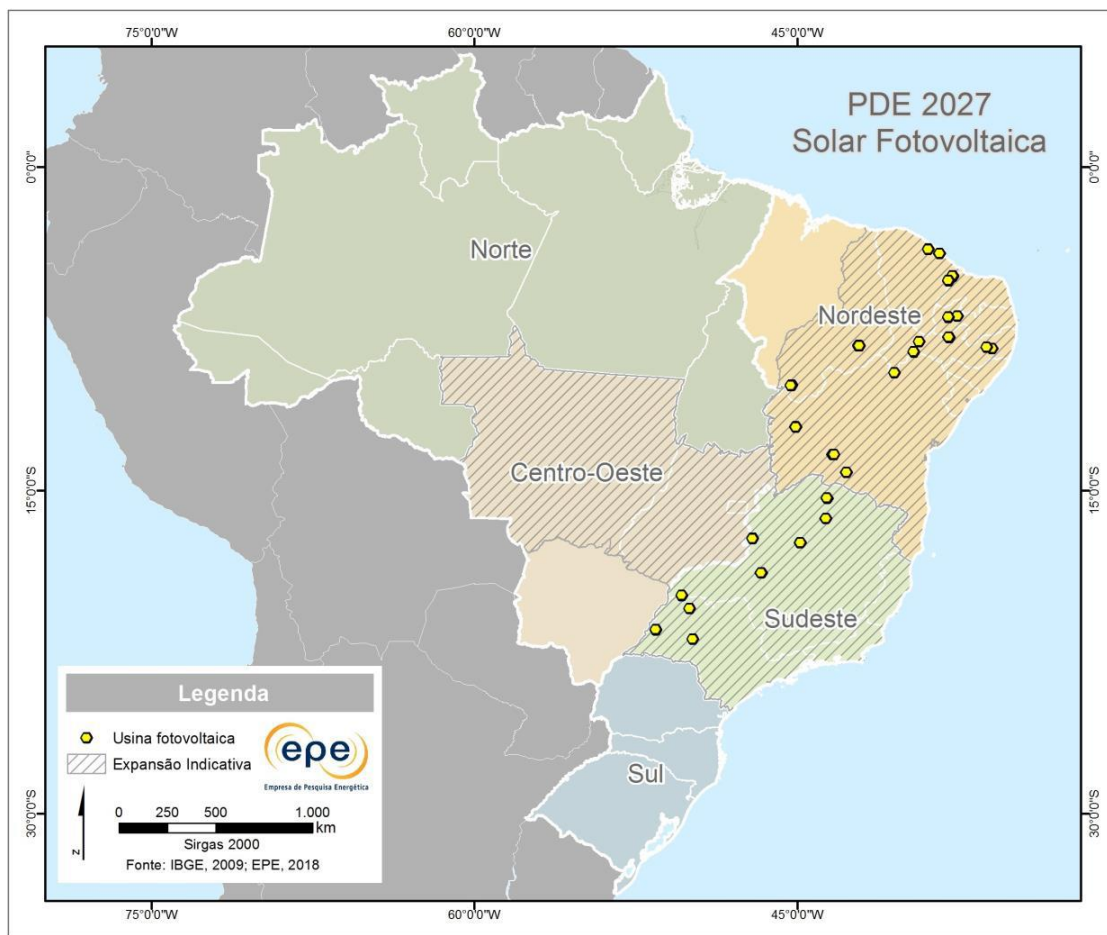 75°0'0"W
60°0'0"W
45°0'0"W
PDE 2027
Solar Fotovoltaica
0°0'0"
0°0'0"
Norte
Nordeste
Centro-Oeste
15°0'0"S
15°0'0"S
Sudeste
Sul
Legenda
Usina fotovoltaica
Expansão Indicativa
epe
Empresa de Pesquisa Energética
0 250 500 1.000
km
Sirgas 2000
N
Fonte: IBGE, 2009; EPE, 2018
30°0'0"S
30°0'0"S
75°0'0"W
60°0'0"W
45°0'0"W